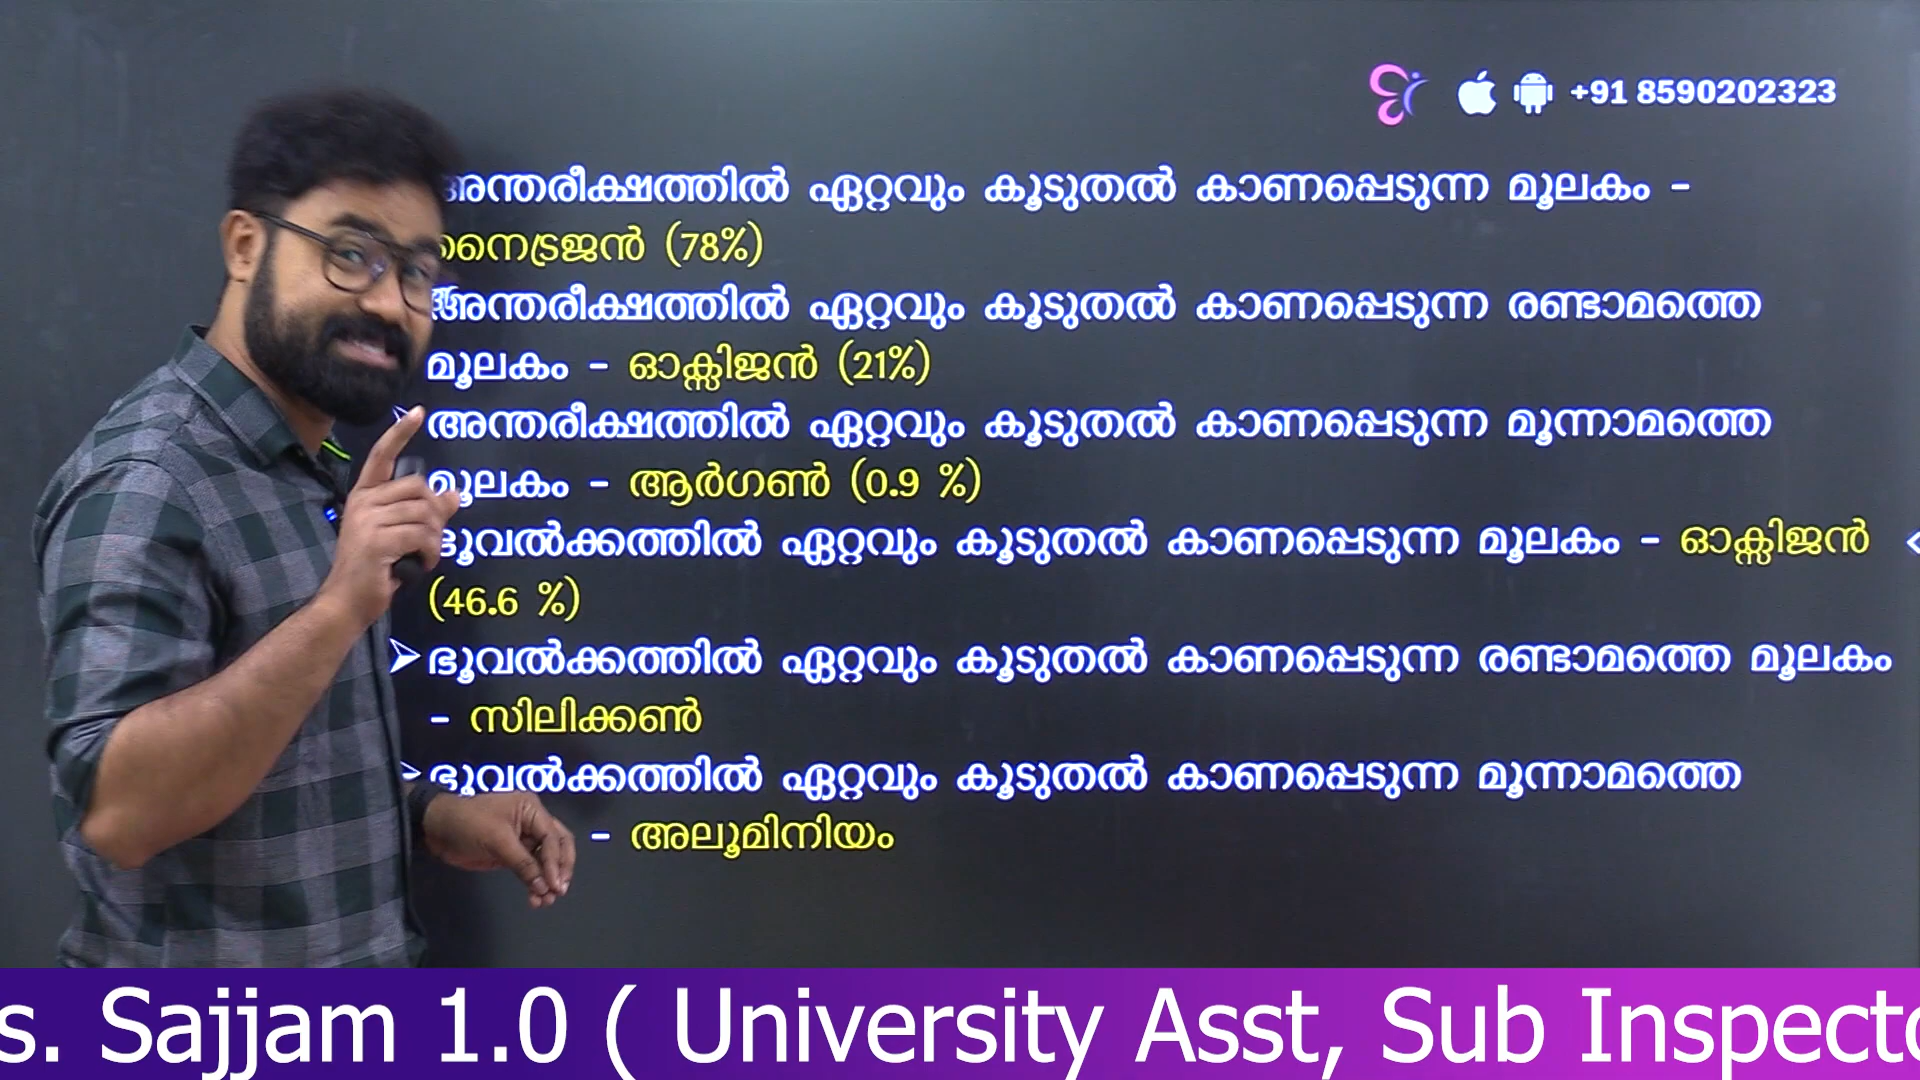 +91 8590202323
അന്തരീക്ഷത്തിൽ ഏറ്റവും കൂടുതൽ കാണപ്പെടുന്ന മൂലകം –
നൈട്രജൻ (78%)
അന്തരീക്ഷത്തിൽ ഏറ്റവും കൂടുതൽ കാണപ്പെടുന്ന രണ്ടാമത്തെ
മൂലകം – ഓക്സിജൻ (21%)
അന്തരീക്ഷത്തിൽ ഏറ്റവും കൂടുതൽ കാണപ്പെടുന്ന മൂന്നാമത്തെ
മൂലകം – ആർഗൺ (0.9 %)
ഭൂവൽക്കത്തിൽ ഏറ്റവും കൂടുതൽ കാണപ്പെടുന്ന മൂലകം – ഓക്സിജൻ
(46.6 %)
➤ ഭൂവൽക്കത്തിൽ ഏറ്റവും കൂടുതൽ കാണപ്പെടുന്ന രണ്ടാമത്തെ മൂലകം
– സിലിക്കൺ
➤ ഭൂവൽക്കത്തിൽ ഏറ്റവും കൂടുതൽ കാണപ്പെടുന്ന മൂന്നാമത്തെ
– അലൂമിനിയം
s. Sajjam 1.0 ( University Asst, Sub Inspecto